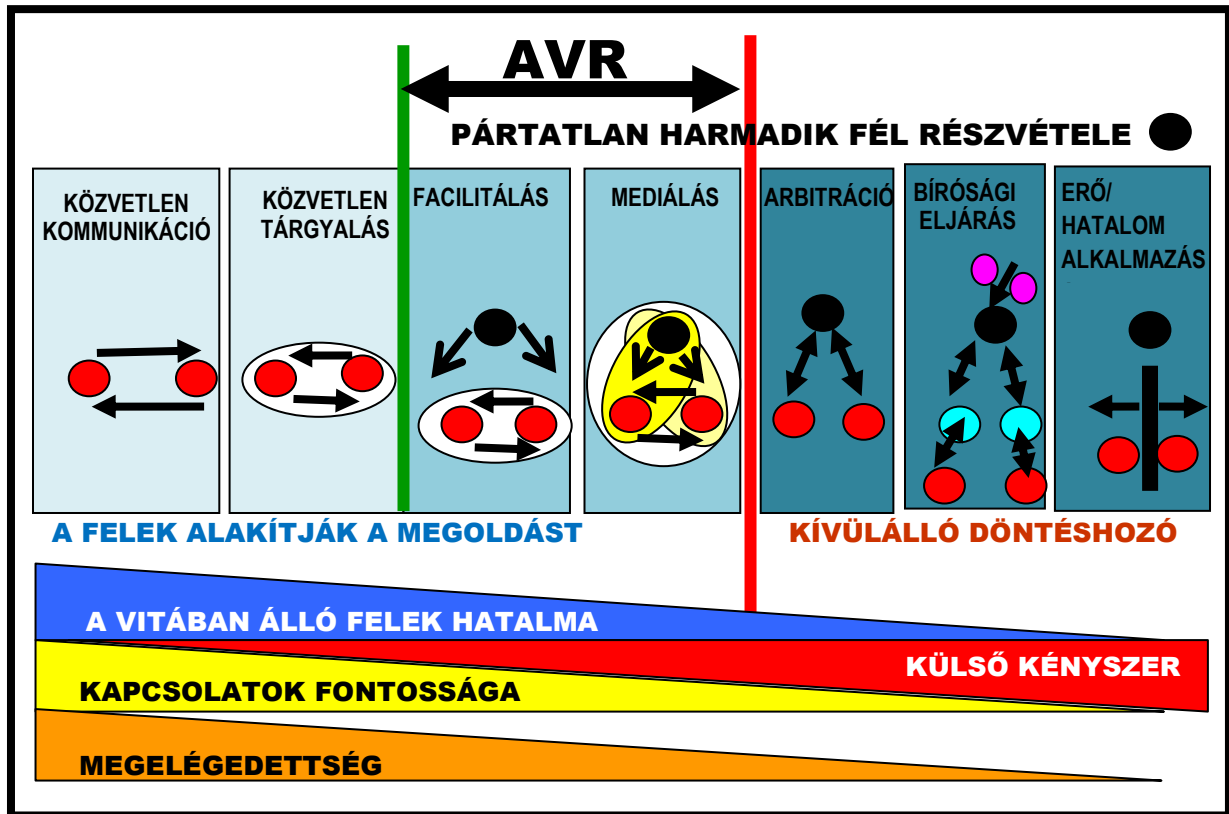 AVR
PÁRTATLAN HARMADIK FÉL RÉSZVÉTELE
KÖZVETLEN
KOMMUNIKÁCIÓ
KÖZVETLEN
TÁRGYALÁS
FACILITÁLÁS
MEDIÁLÁS
ARBITRÁCIÓ
BÍRÓSÁGI
ELJÁRÁS
ERŐ/
HATALOM
ALKALMAZÁS
A FELEK ALAKÍTJÁK A MEGOLDÁST
KÍVÜLÁLLÓ DÖNTÉSHOZÓ
A VITÁBAN ÁLLÓ FELEK HATALMA
KÜLSŐ KÉNYSZER
KAPCSOLATOK FONTOSSÁGA
MEGELÉGEDETTSÉG